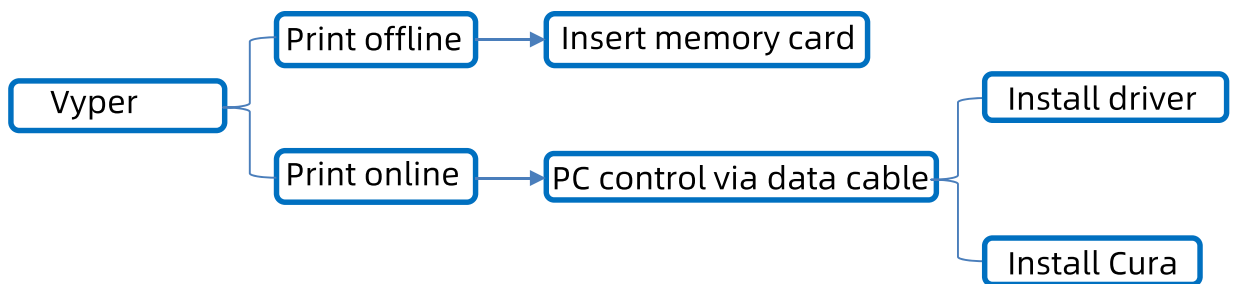 Print offline
Insert memory card
Vyper
Install driver
Print online
PC control via data cable
Install Cura